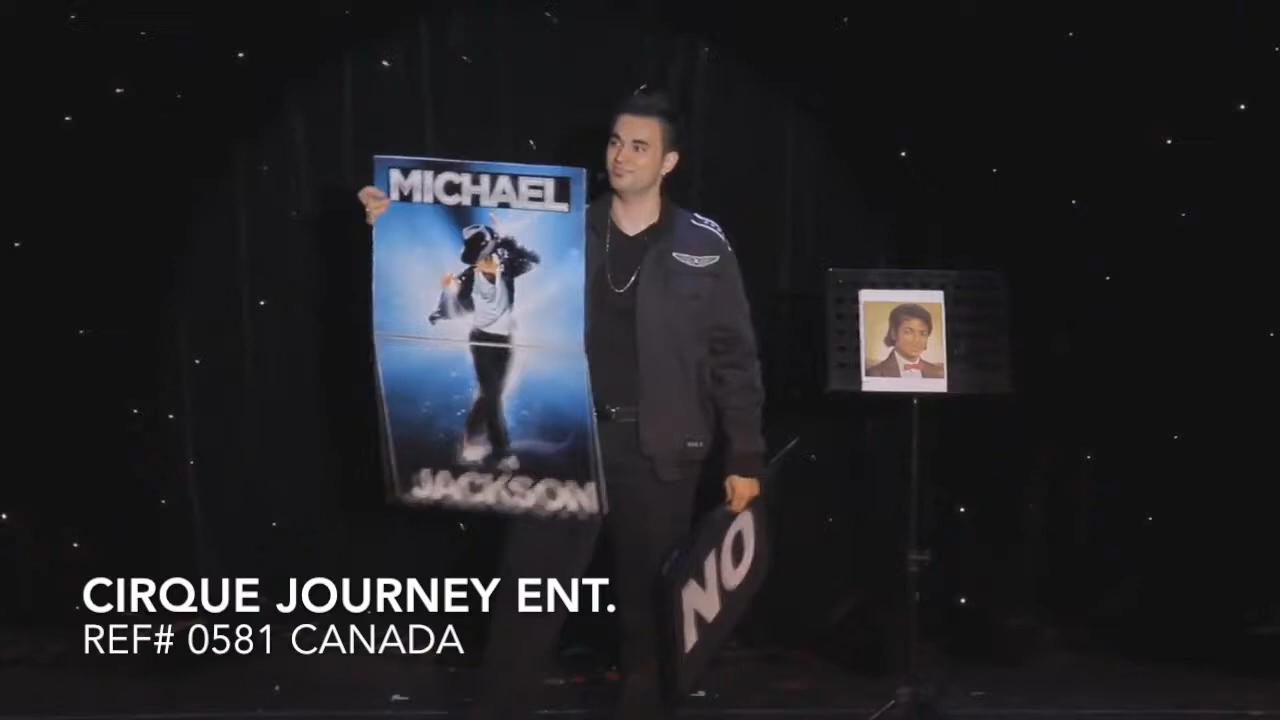 MICHAEL
JACKSON
NO
CIRQUE JOURNEY ENT.
REF# 0581 CANADA